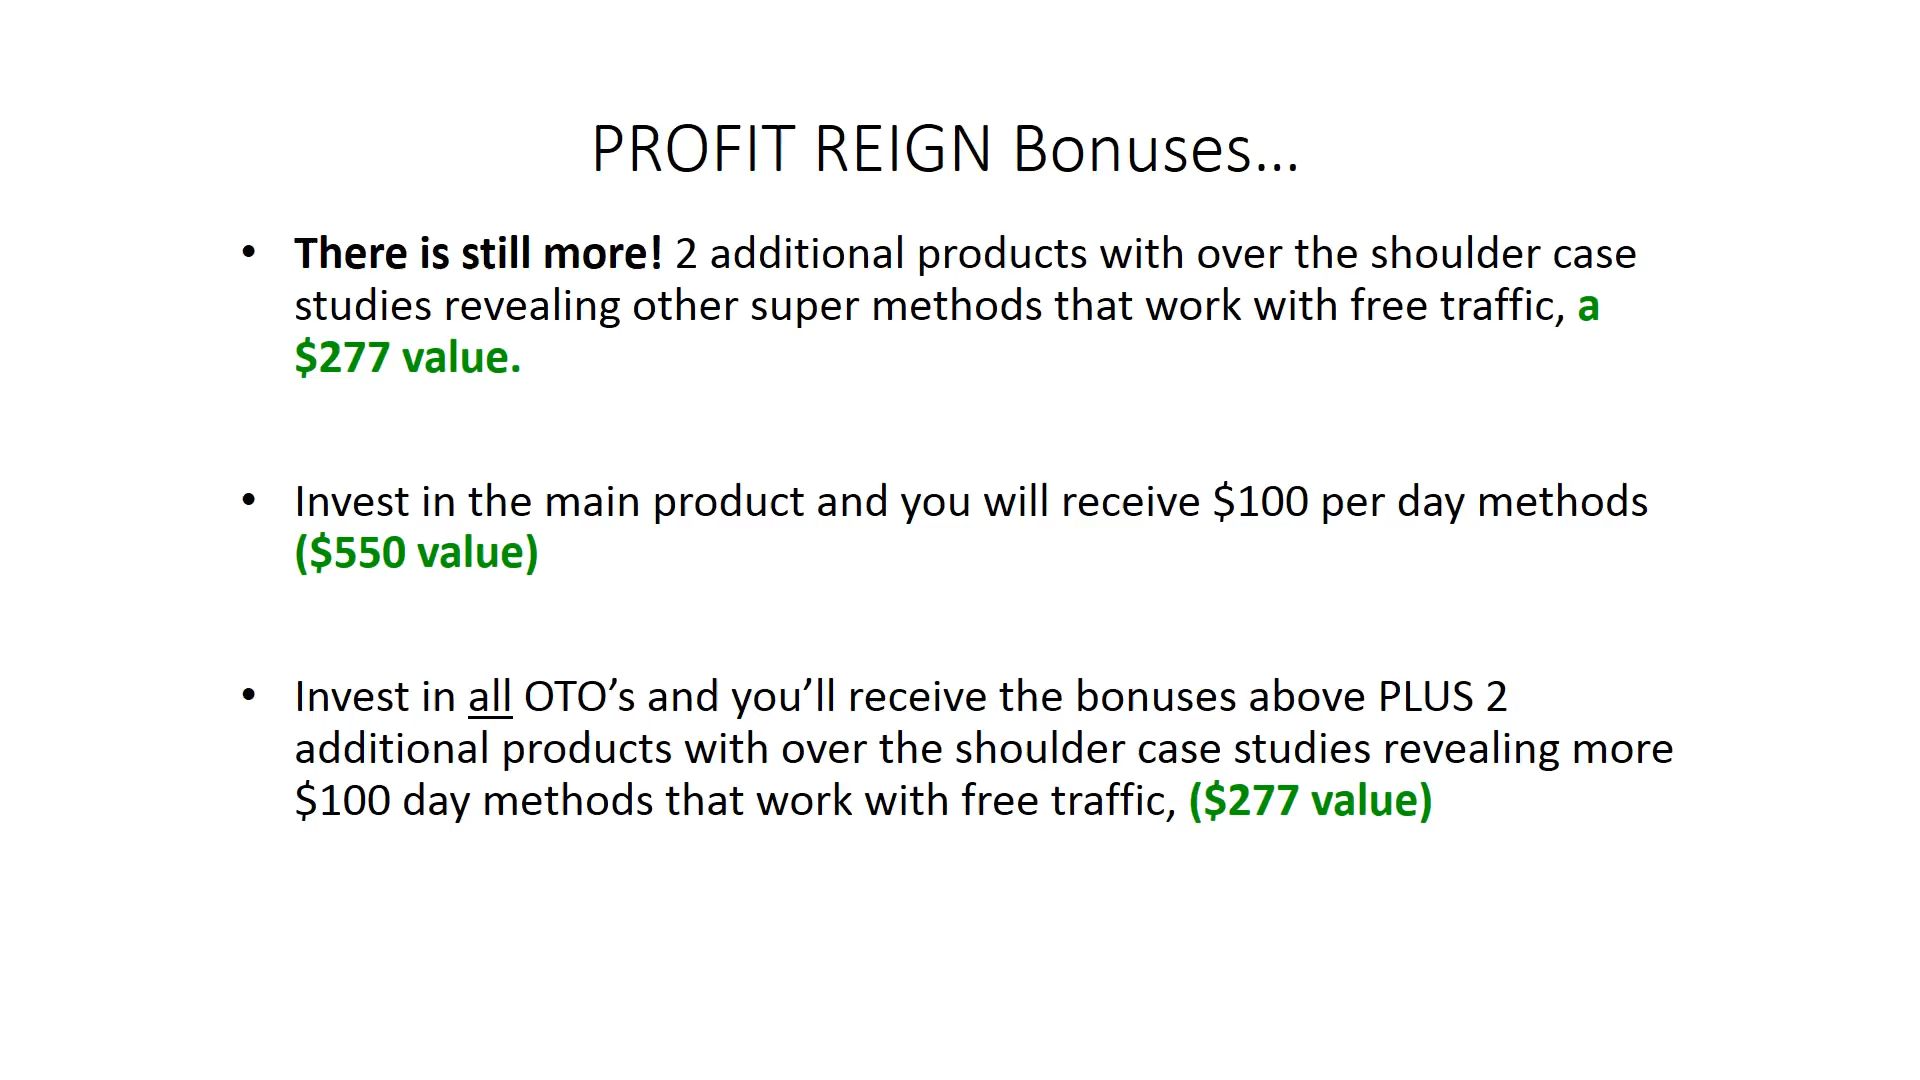 PROFIT REIGN Bonuses...
• There is still more! 2 additional products with over the shoulder case
studies revealing other super methods that work with free traffic, a
$277 value.
• Invest in the main product and you will receive $100 per day methods
($550 value)
• Invest in all OTO’s and you’ll receive the bonuses above PLUS 2
additional products with over the shoulder case studies revealing more
$100 day methods that work with free traffic, ($277 value)